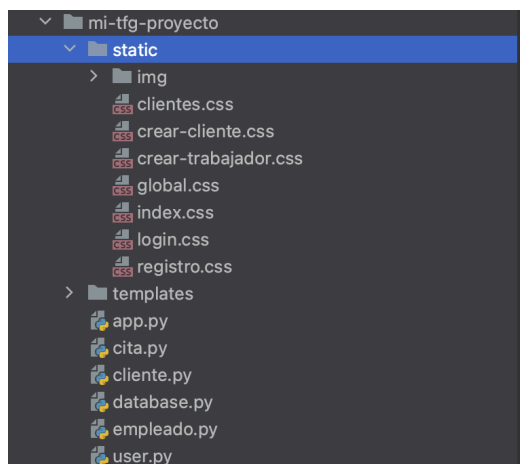 mi-tfg-proyecto
static
img
clientes.css
crear-cliente.css
crear-trabajador.css
global.css
index.css
login.css
registro.css
templates
app.py
cita.py
cliente.py
database.py
empleado.py
user.py